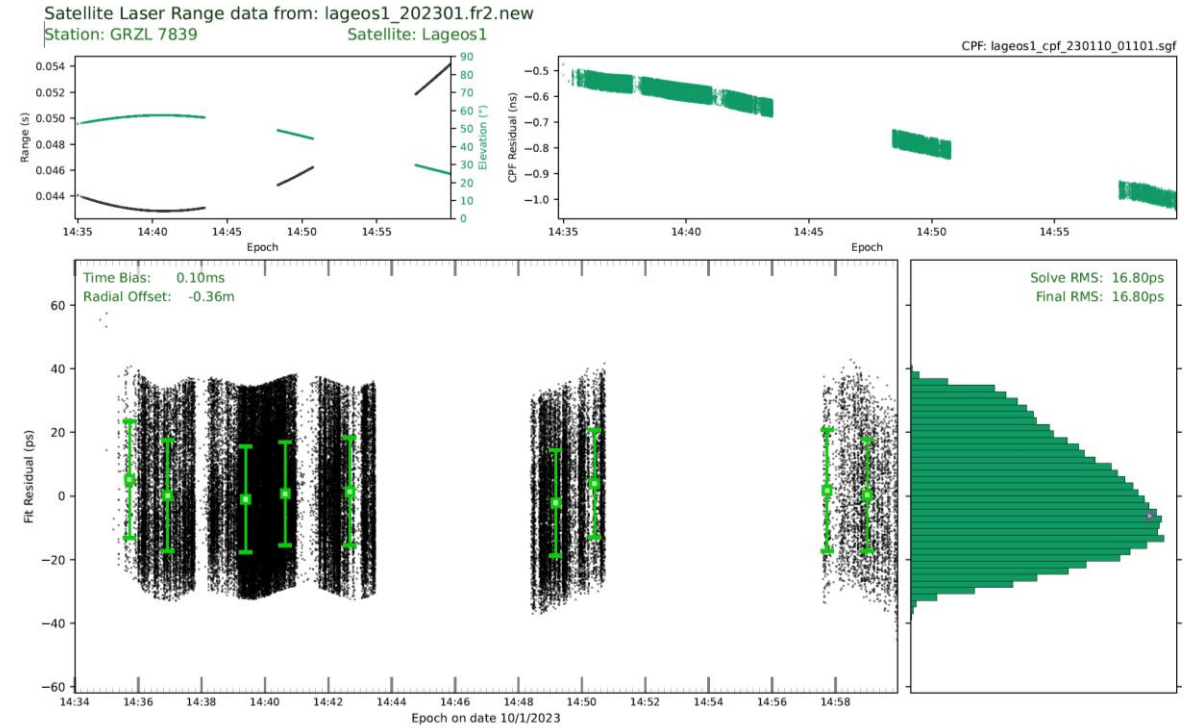 Satellite Laser Range data from: lageos1_202301.fr2.new
Station: GRZL 7839 Satellite: Lageos1
CPF: lageos1_cpf_230110_01101.sgf
0.054
0.052
0.050
0.048
0.046
0.044
Range (s)
90
80
70
60
50
40
30
20
10
0
Elevation (°)
14:35 14:40 14:45 14:50 14:55
Epoch
−0.5
−0.6
−0.7
−0.8
−0.9
−1.0
CPF Residual (ns)
14:35 14:40 14:45 14:50 14:55
Epoch
Time Bias: 0.10ms
Radial Offset: -0.36m
60
40
20
0
−20
−40
−60
Fit Residual (ps)
14:34 14:36 14:38 14:40 14:42 14:44 14:46 14:48 14:50 14:52 14:54 14:56 14:58
Epoch on date 10/1/2023
Solve RMS: 16.80ps
Final RMS: 16.80ps